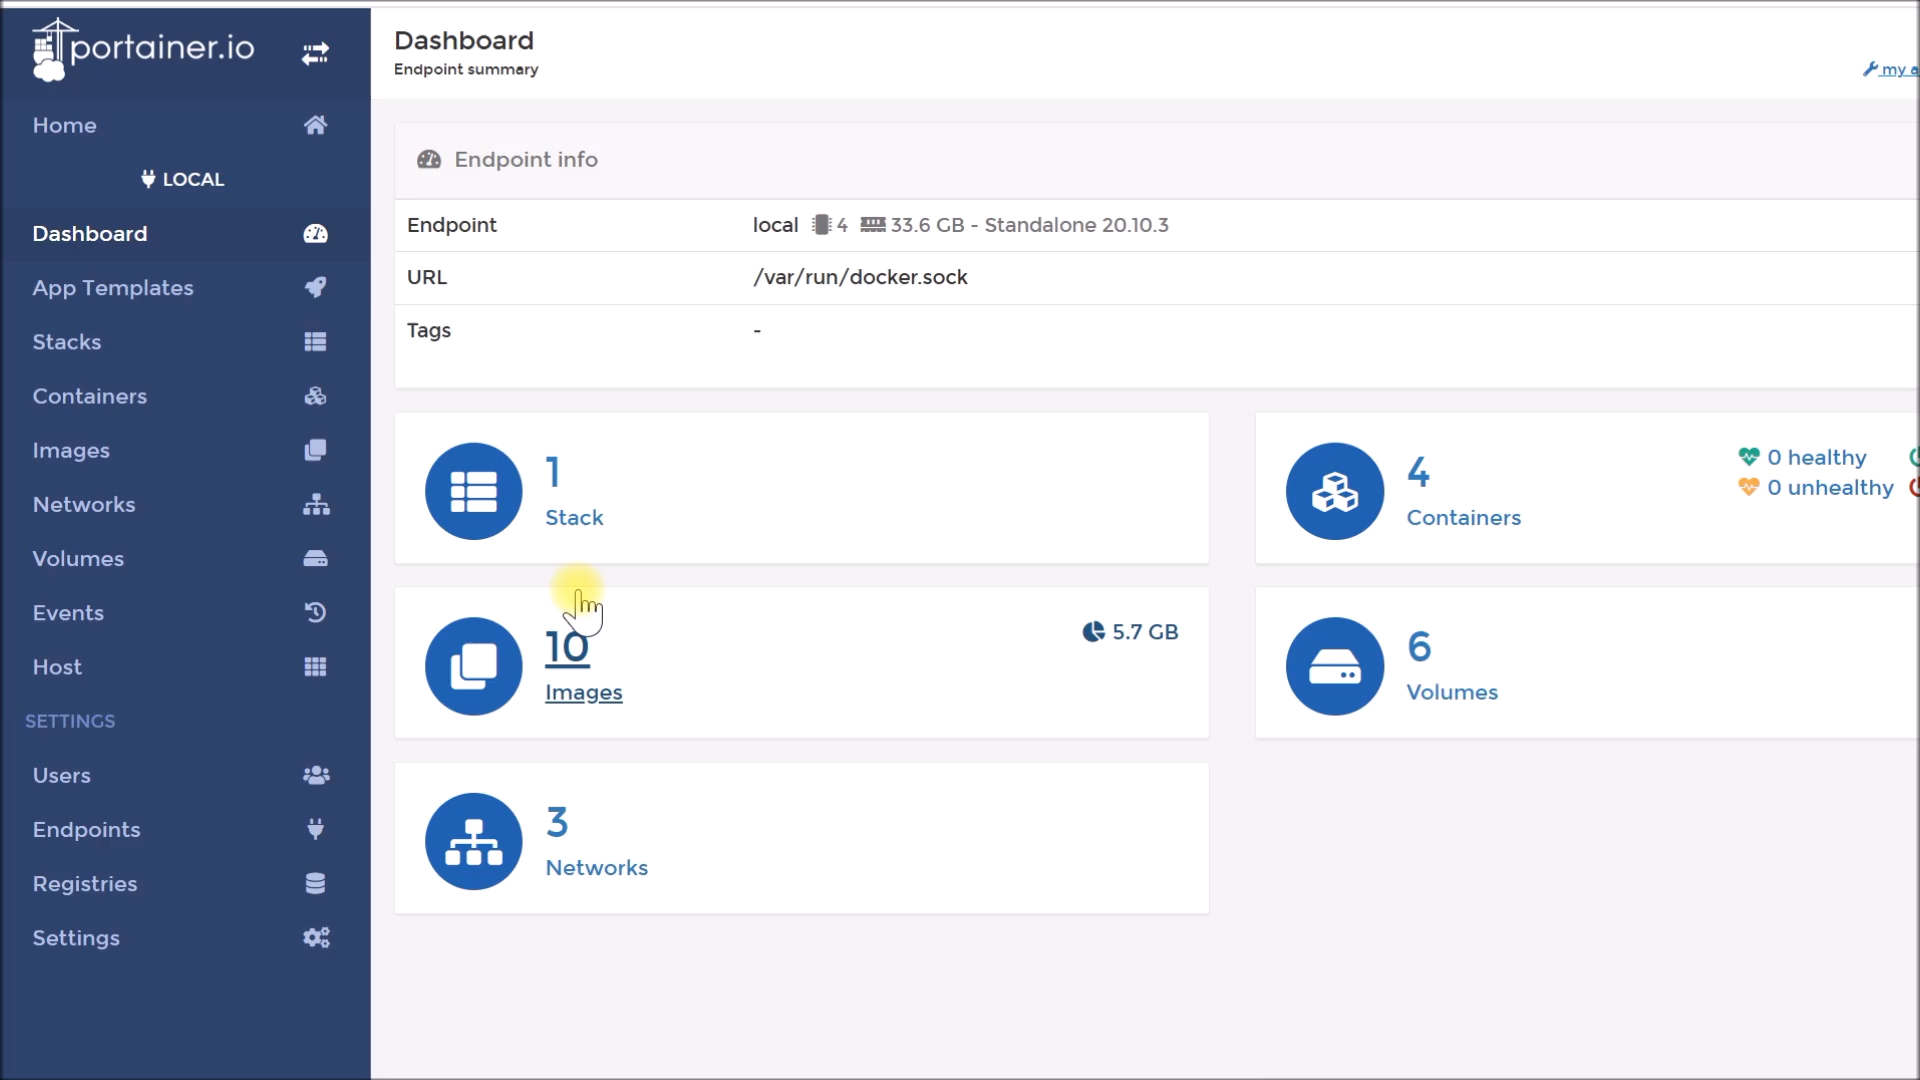 portainer.io
Home
LOCAL
Dashboard
App Templates
Stacks
Containers
Images
Networks
Volumes
Events
Host
SETTINGS
Users
Endpoints
Registries
Settings
Dashboard
Endpoint summary
my a
Endpoint info
Endpoint local 4 33.6 GB - Standalone 20.10.3
URL /var/run/docker.sock
Tags -
1
Stack
4
Containers
0 healthy
0 unhealthy
10
Images
5.7 GB
6
Volumes
3
Networks